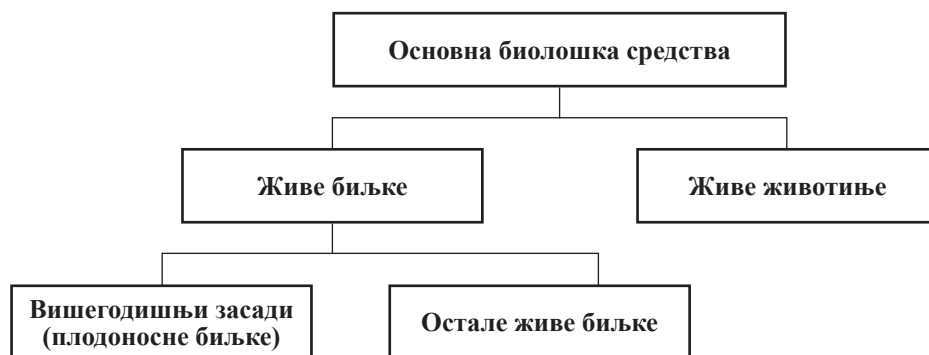 Основна биолошка средства
Живе биљке
Живе животиње
Вишегодишњи засади
(плодоносне биљке)
Остале живе биљке